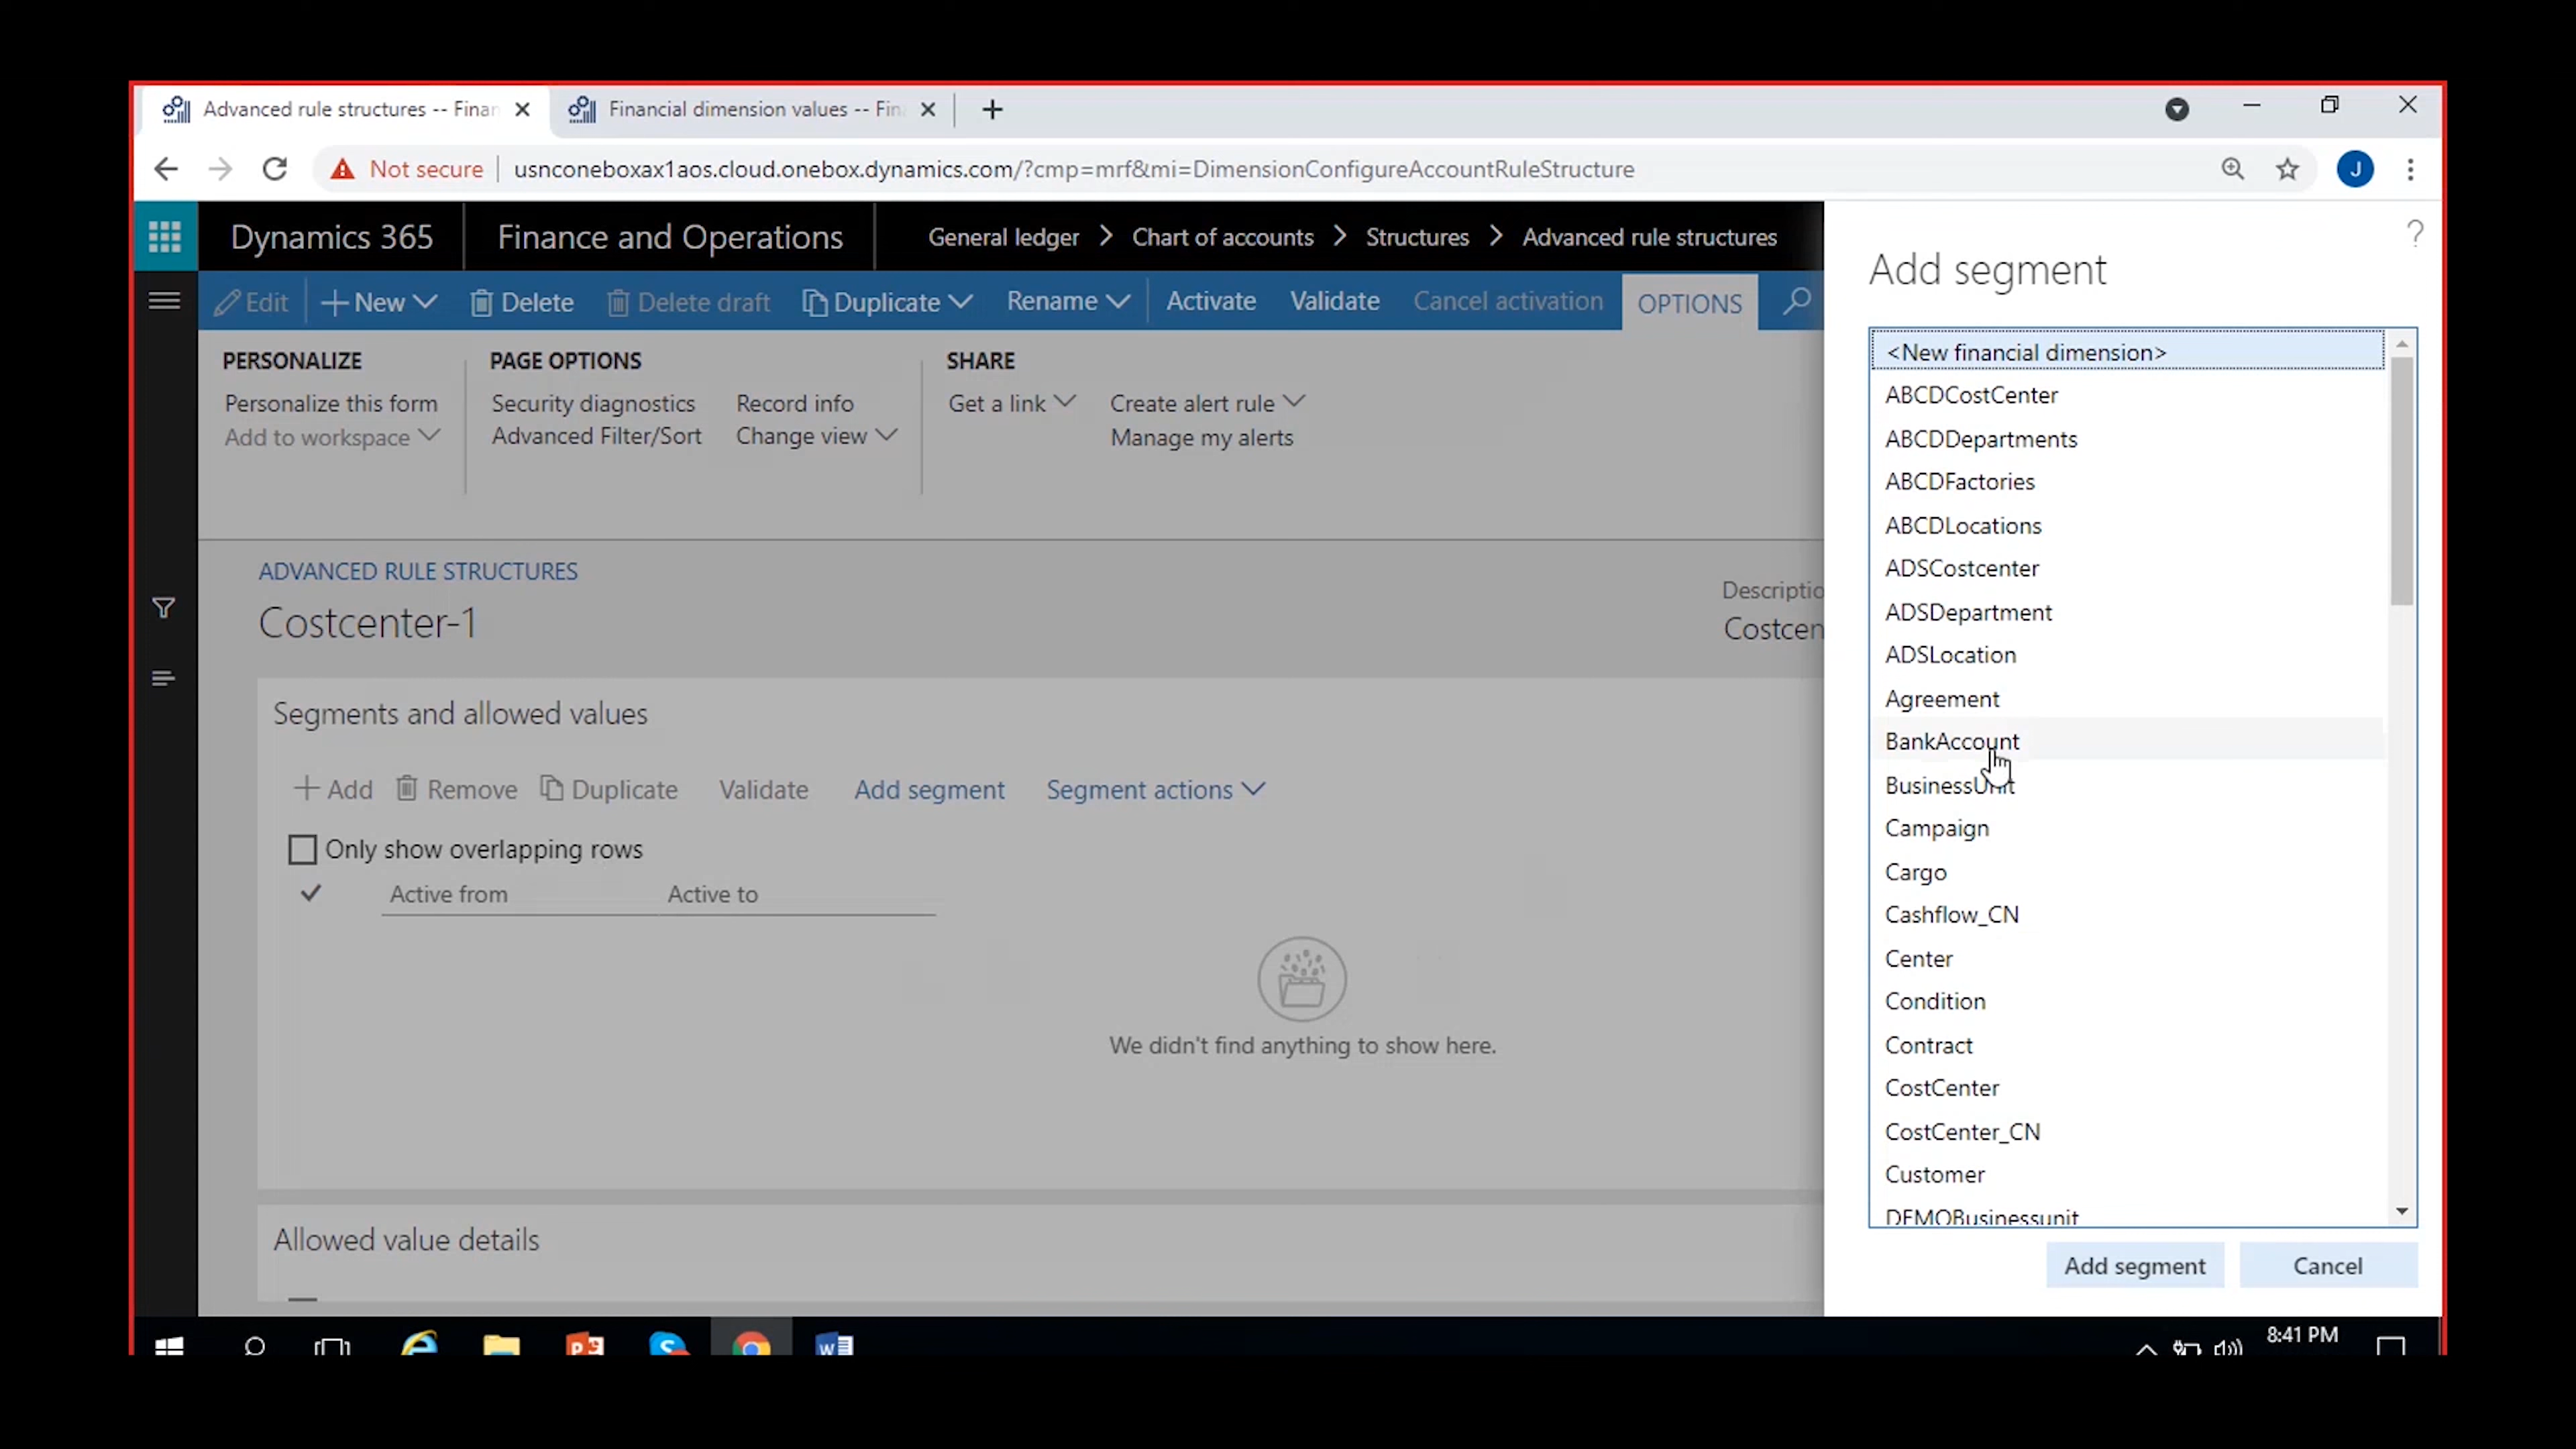 Advanced rule structures -- Finan
Financial dimension values -- Fin
Not secure
usnconeboxax1aos.cloud.onebox.dynamics.com/?cmp=mrf&mi=DimensionConfigureAccountRuleStructure
J
Dynamics 365
Finance and Operations
General ledger > Chart of accounts > Structures > Advanced rule structures
Edit
New
Delete
Delete draft
Duplicate
Rename
Activate
Validate
Cancel activation
OPTIONS
PERSONALIZE
Personalize this form
Add to workspace
PAGE OPTIONS
Security diagnostics
Advanced Filter/Sort
Record info
Change view
SHARE
Get a link
Create alert rule
Manage my alerts
ADVANCED RULE STRUCTURES
Costcenter-1
Descriptio
Costcen
Segments and allowed values
Add
Remove
Duplicate
Validate
Add segment
Segment actions
Only show overlapping rows
Active from
Active to
We didn't find anything to show here.
Allowed value details
?
Add segment
<New financial dimension>
ABCDCostCenter
ABCDDepartments
ABCDFactories
ABCDLocations
ADSCostcenter
ADSDepartment
ADSLocation
Agreement
BankAccount
BusinessUnit
Campaign
Cargo
Cashflow_CN
Center
Condition
Contract
CostCenter
CostCenter_CN
Customer
DEMOBusinessunit
Add segment
Cancel
8:41 PM